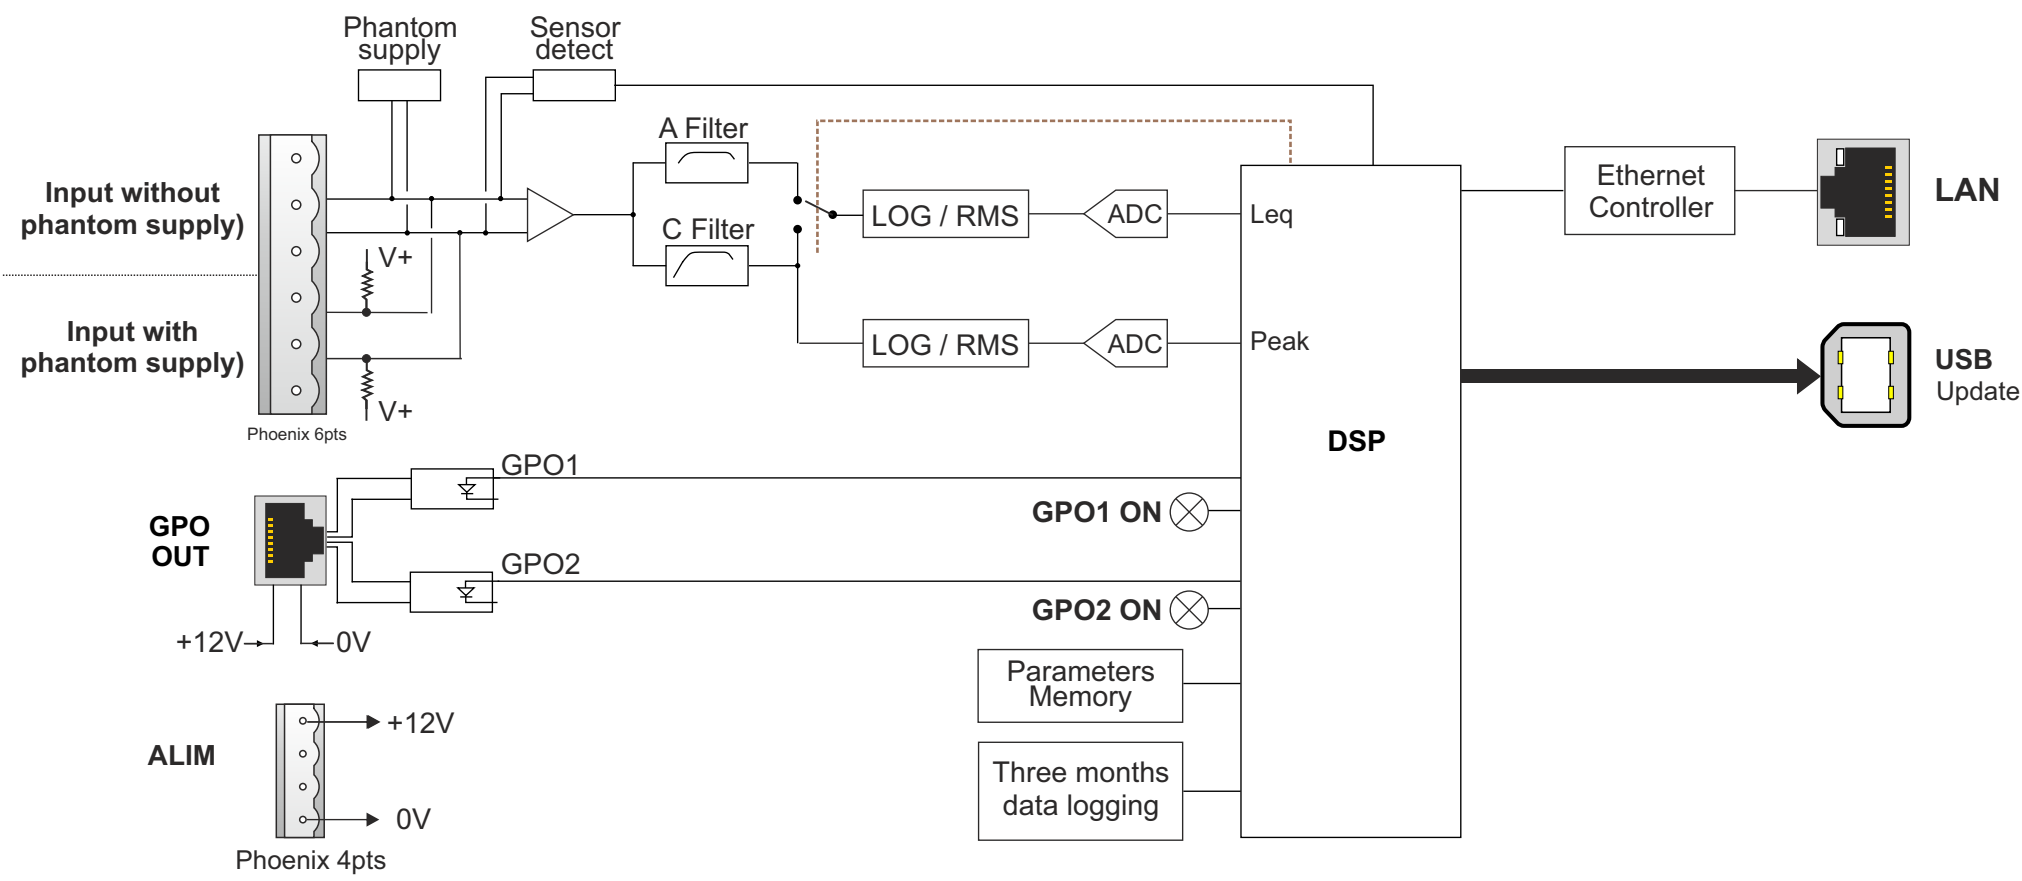 Phantom
supply
Sensor
detect
A Filter
C Filter
Input without
phantom supply)
Input with
phantom supply)
V+
V+
Phoenix 6pts
LOG / RMS
ADC
Leq
LOG / RMS
ADC
Peak
DSP
Ethernet
Controller
LAN
USB
Update
GPO
OUT
GPO1
GPO1 ON
GPO2
GPO2 ON
+12V
0V
Parameters
Memory
Three months
data logging
ALIM
+12V
0V
Phoenix 4pts